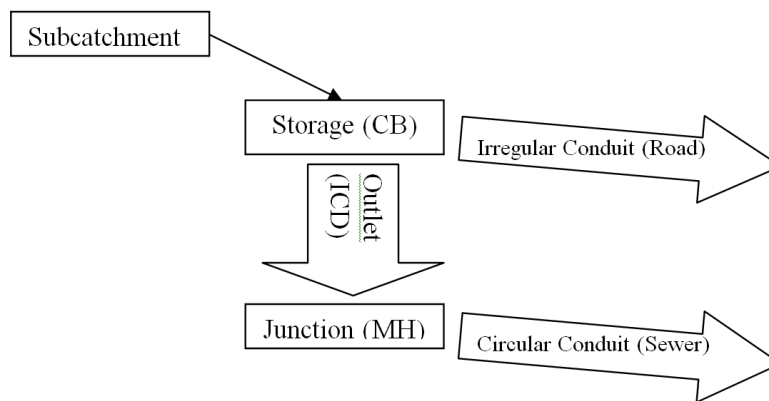 Subcatchment
Storage (CB)
Irregular Conduit (Road)
Outlet
(ICD)
Junction (MH)
Circular Conduit (Sewer)